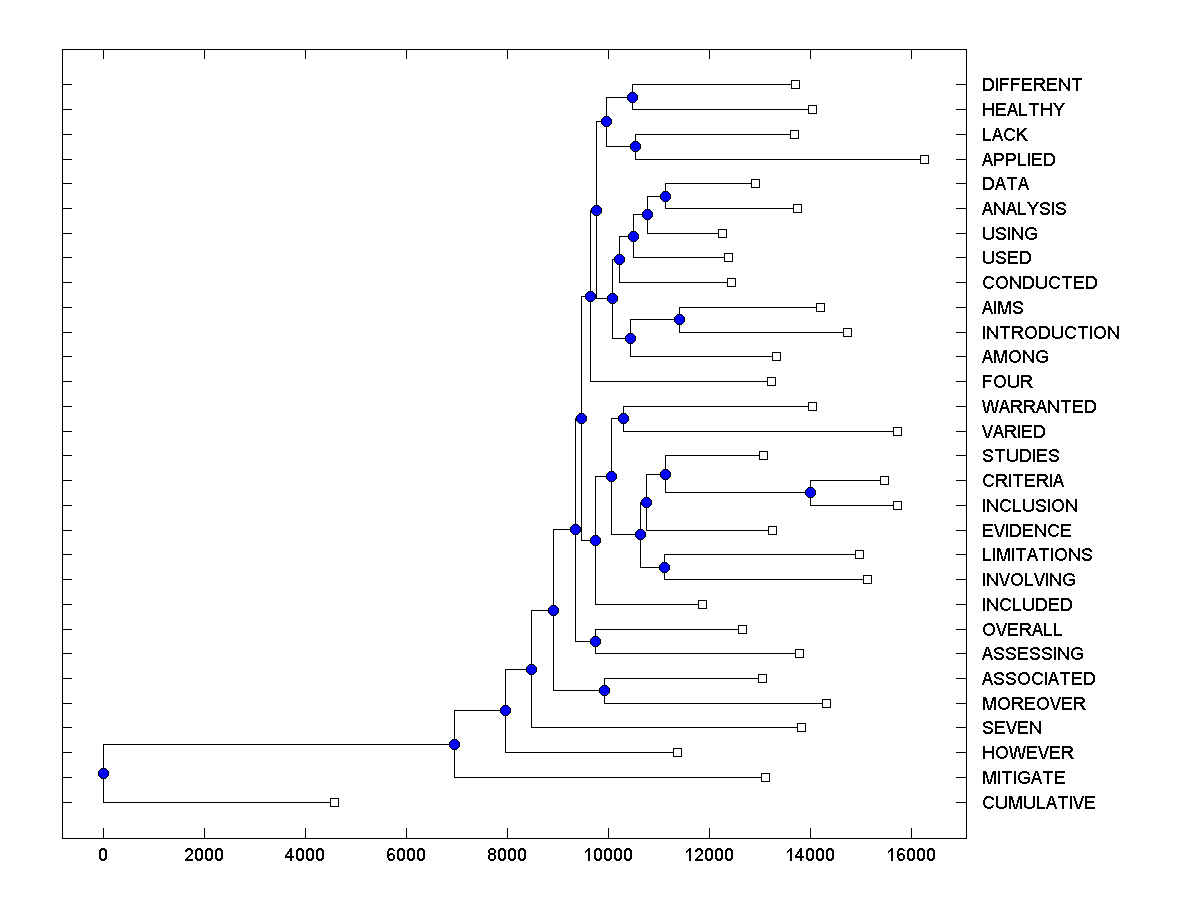 DIFFERENT
HEALTHY
LACK
APPLIED
DATA
ANALYSIS
USING
USED
CONDUCTED
AIMS
INTRODUCTION
AMONG
FOUR
WARRANTED
VARIED
STUDIES
CRITERIA
INCLUSION
EVIDENCE
LIMITATIONS
INVOLVING
INCLUDED
OVERALL
ASSESSING
ASSOCIATED
MOREOVER
SEVEN
HOWEVER
MITIGATE
CUMULATIVE
0 2000 4000 6000 8000 10000 12000 14000 16000